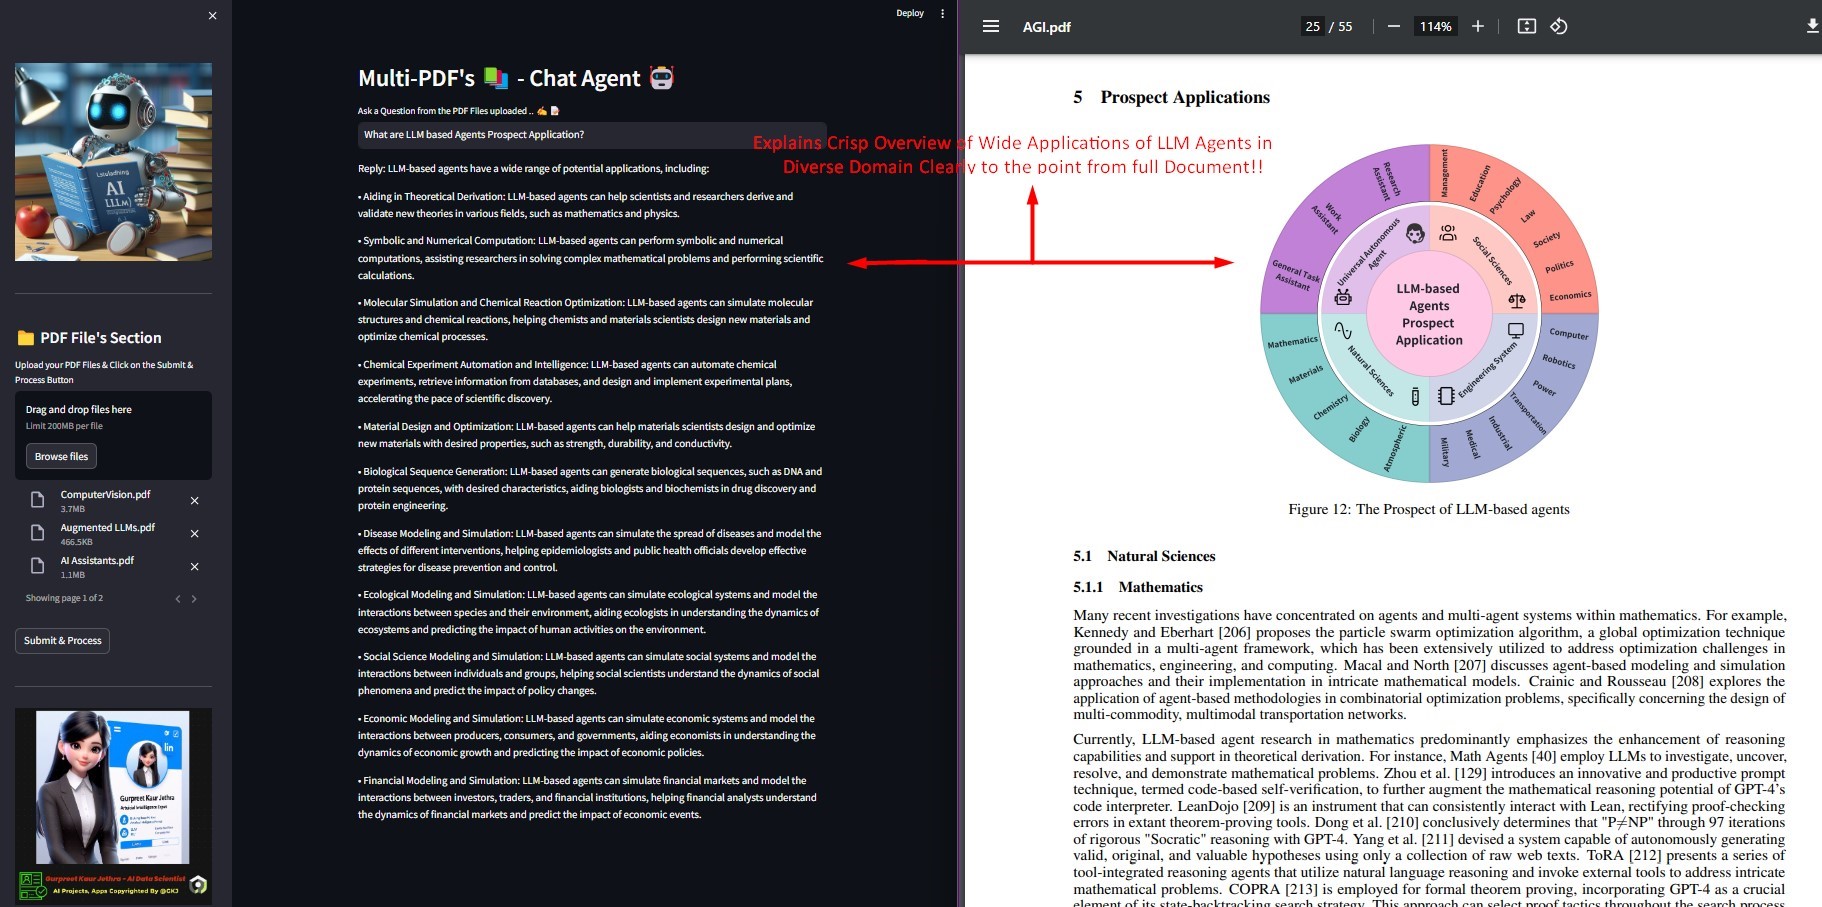 Deploy
AI
LLM
PDF File's Section
Upload your PDF Files & Click on the Submit &
Process Button
Drag and drop files here
Limit 200MB per file
Browse files
ComputerVision.pdf
3.7MB
Augmented LLMs.pdf
466.5KB
AI Assistants.pdf
1.1MB
Showing page 1 of 2
Submit & Process
lin
Gurpreet Kaur Jethra
Gurpreet Kaur Jethra - AI Data Scientist
AI Projects, Apps Copyrighted By @GKJ
Multi-PDF's - Chat Agent
Ask a Question from the PDF Files uploaded ..
What are LLM based Agents Prospect Application?
Reply: LLM-based agents have a wide range of potential applications, including:
• Aiding in Theoretical Derivation: LLM-based agents can help scientists and researchers derive and
validate new theories in various fields, such as mathematics and physics.
• Symbolic and Numerical Computation: LLM-based agents can perform symbolic and numerical
computations, assisting researchers in solving complex mathematical problems and performing scientific
calculations.
• Molecular Simulation and Chemical Reaction Optimization: LLM-based agents can simulate molecular
structures and chemical reactions, helping chemists and materials scientists design new materials and
optimize chemical processes.
• Chemical Experiment Automation and Intelligence: LLM-based agents can automate chemical
experiments, retrieve information from databases, and design and implement experimental plans,
accelerating the pace of scientific discovery.
• Material Design and Optimization: LLM-based agents can help materials scientists design and optimize
new materials with desired properties, such as strength, durability, and conductivity.
• Biological Sequence Generation: LLM-based agents can generate biological sequences, such as DNA and
protein sequences, with desired characteristics, aiding biologists and biochemists in drug discovery and
protein engineering.
• Disease Modeling and Simulation: LLM-based agents can simulate the spread of diseases and model the
effects of different interventions, helping epidemiologists and public health officials develop effective
strategies for disease prevention and control.
• Ecological Modeling and Simulation: LLM-based agents can simulate ecological systems and model the
interactions between species and their environment, aiding ecologists in understanding the dynamics of
ecosystems and predicting the impact of human activities on the environment.
• Social Science Modeling and Simulation: LLM-based agents can simulate social systems and model the
interactions between individuals and groups, helping social scientists understand the dynamics of social
phenomena and predict the impact of policy changes.
• Economic Modeling and Simulation: LLM-based agents can simulate economic systems and model the
interactions between producers, consumers, and governments, aiding economists in understanding the
dynamics of economic growth and predicting the impact of economic policies.
• Financial Modeling and Simulation: LLM-based agents can simulate financial markets and model the
interactions between investors, traders, and financial institutions, helping financial analysts understand
the dynamics of financial markets and predict the impact of economic events.
Explains Crisp Overview of Wide Applications of LLM Agents in
Diverse Domain Clearly to the point from full Document!!
AGI.pdf
25 / 55
114%
5 Prospect Applications
LLM-based
Agents
Prospect
Application
Universal Autonomous
Agent
Social Sciences
Natural Sciences
Engineering System
General Task
Assistant
Work
Assistant
Research
Assistant
Management
Education
Psychology
Law
Society
Politics
Economics
Computer
Robotics
Power
Transportation
Industrial
Medical
Military
Atmospheric
Biology
Chemistry
Materials
Mathematics
Figure 12: The Prospect of LLM-based agents
5.1 Natural Sciences
5.1.1 Mathematics
Many recent investigations have concentrated on agents and multi-agent systems within mathematics. For example,
Kennedy and Eberhart [206] proposes the particle swarm optimization algorithm, a global optimization technique
grounded in a multi-agent framework, which has been extensively utilized to address optimization challenges in
mathematics, engineering, and computing. Macal and North [207] discusses agent-based modeling and simulation
approaches and their implementation in intricate mathematical models. Crainic and Rousseau [208] explores the
application of agent-based methodologies in combinatorial optimization problems, specifically concerning the design of
multi-commodity, multimodal transportation networks.
Currently, LLM-based agent research in mathematics predominantly emphasizes the enhancement of reasoning
capabilities and support in theoretical derivation. For instance, Math Agents [40] employ LLMs to investigate, uncover,
resolve, and demonstrate mathematical problems. Zhou et al. [129] introduces an innovative and productive prompt
technique, termed code-based self-verification, to further augment the mathematical reasoning potential of GPT-4's
code interpreter. LeanDojo [209] is an instrument that can consistently interact with Lean, rectifying proof-checking
errors in extant theorem-proving tools. Dong et al. [210] conclusively determines that "P≠NP" through 97 iterations
of rigorous "Socratic" reasoning with GPT-4. Yang et al. [211] devised a system capable of autonomously generating
valid, original, and valuable hypotheses using only a collection of raw web texts. ToRA [212] presents a series of
tool-integrated reasoning agents that utilize natural language reasoning and invoke external tools to address intricate
mathematical problems. COPRA [213] is employed for formal theorem proving, incorporating GPT-4 as a crucial
element of its state-backtracking search strategy. This approach can select proof tactics throughout the search process